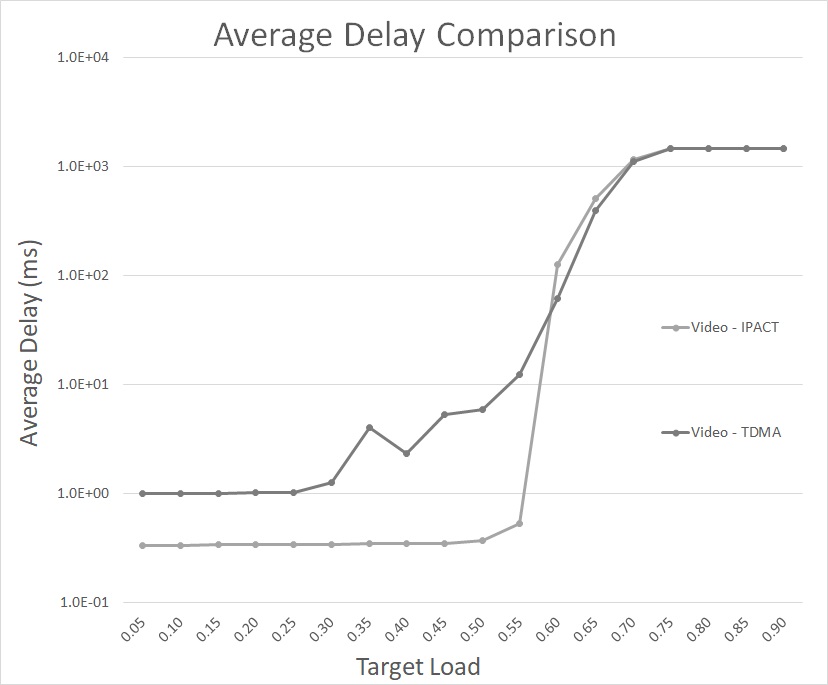 Average Delay Comparison
1.0E+04
1.0E+03
1.0E+02
1.0E+01
1.0E+00
1.0E-01
Average Delay (ms)
Video - IPACT
Video - TDMA
0.05 0.10 0.15 0.20 0.25 0.30 0.35 0.40 0.45 0.50 0.55 0.60 0.65 0.70 0.75 0.80 0.85 0.90
Target Load